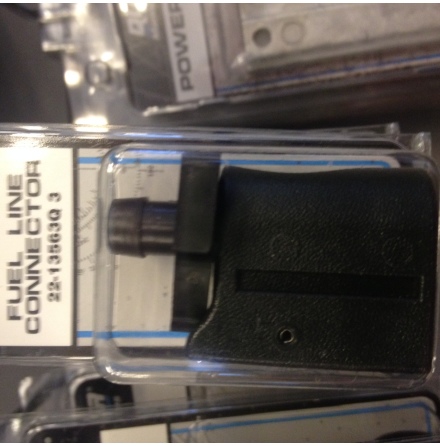 FUEL LINE
CONNECTOR
22-13563Q 3
POWER